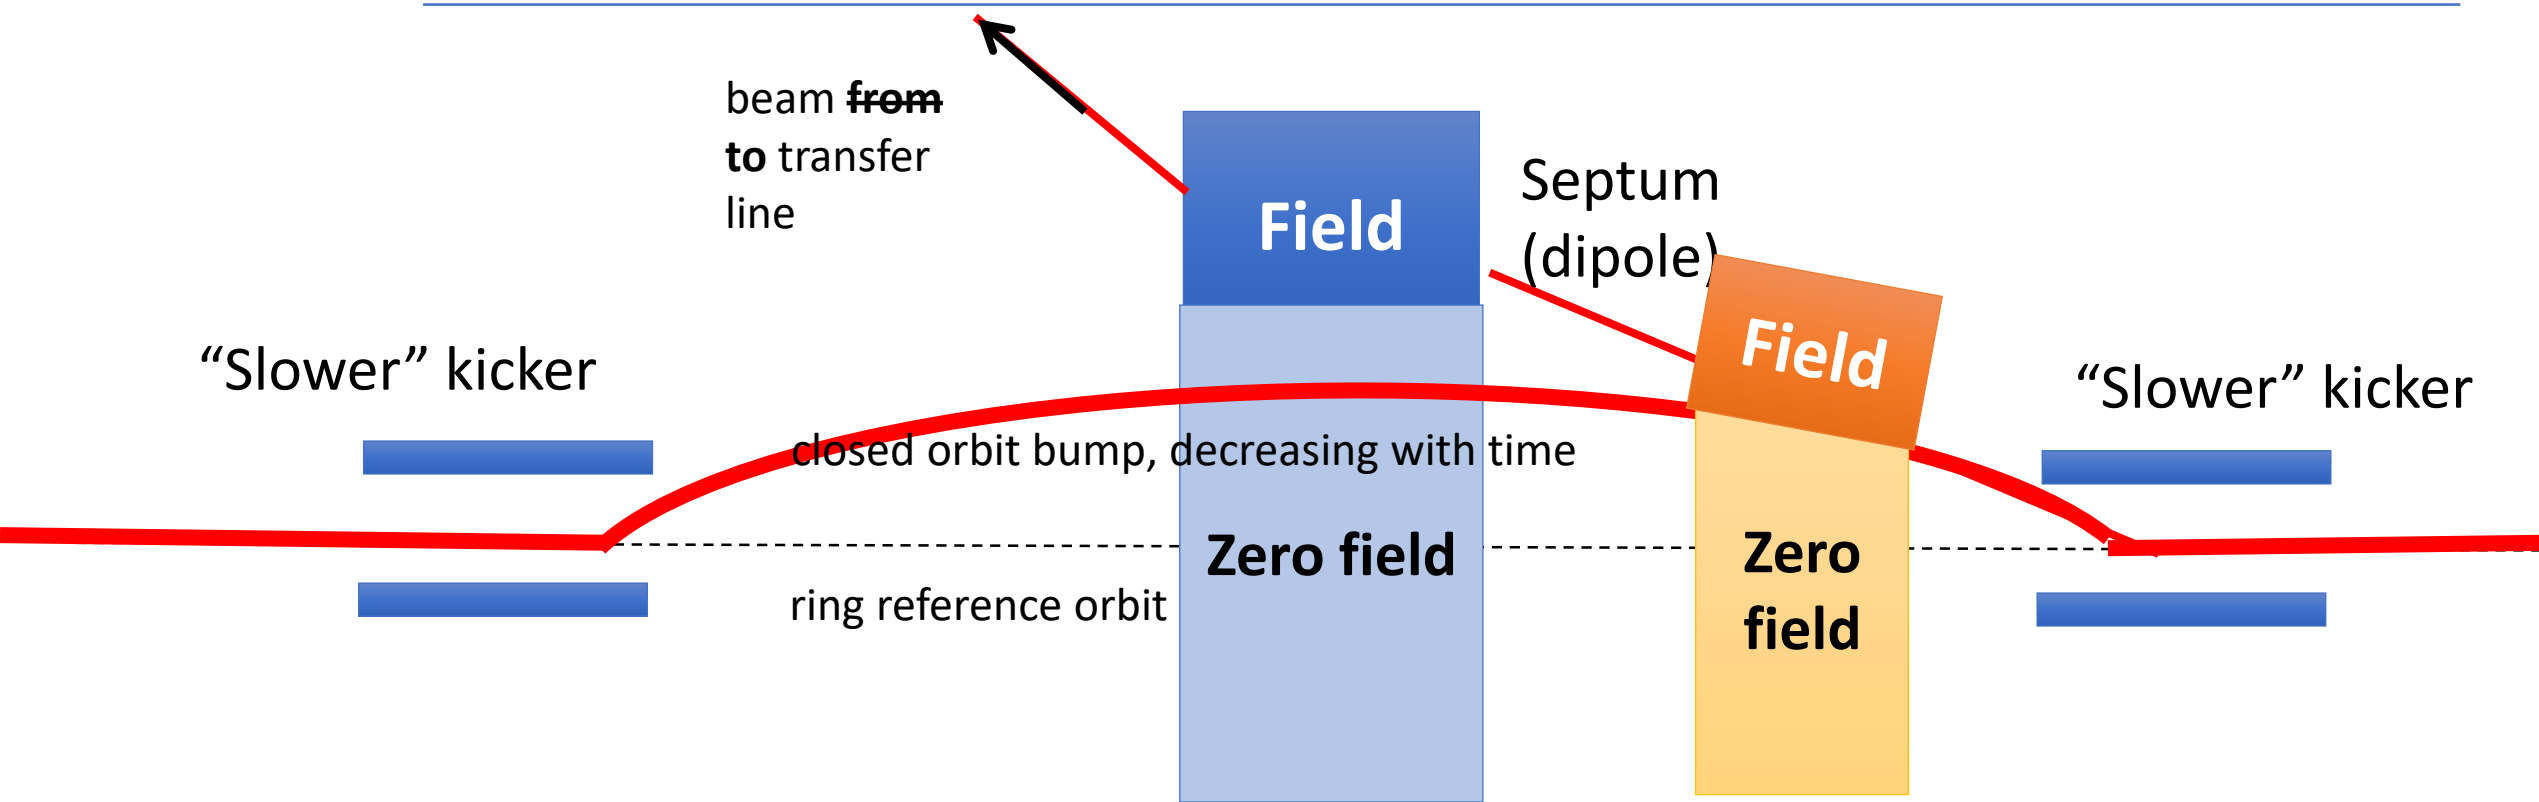 beam from
to transfer
line
Field
Septum
(dipole)
Field
“Slower” kicker
“Slower” kicker
closed orbit bump, decreasing with time
Zero field
Zero
field
ring reference orbit